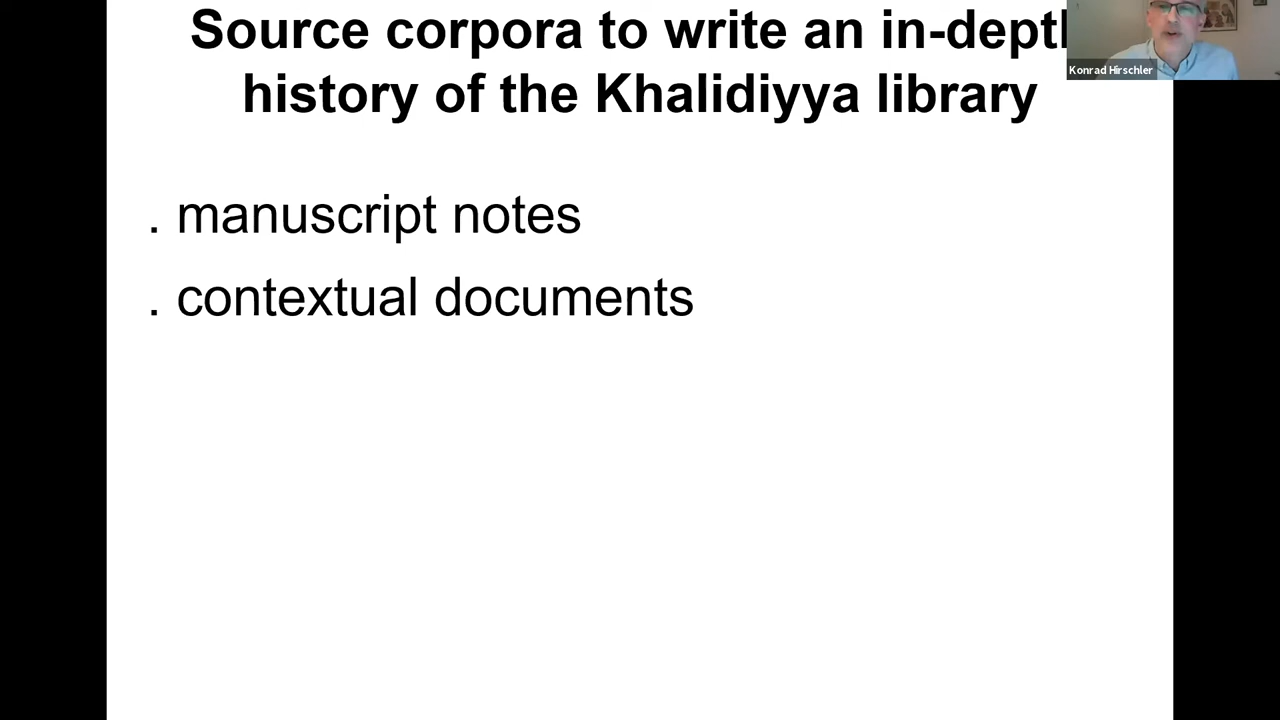 Source corpora to write an in-depth
history of the Khalidiyya library
Konrad Hirschler
. manuscript notes
. contextual documents